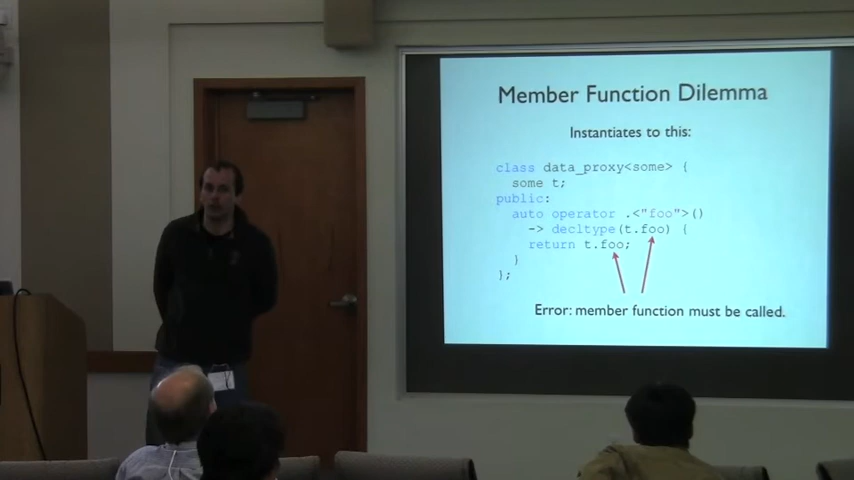 Member Function Dilemma
Instantiates to this:
class data_proxy<some> {
some t;
public:
auto operator .<"foo">()
-> decltype(t.foo) {
return t.foo;
}
};
Error: member function must be called.